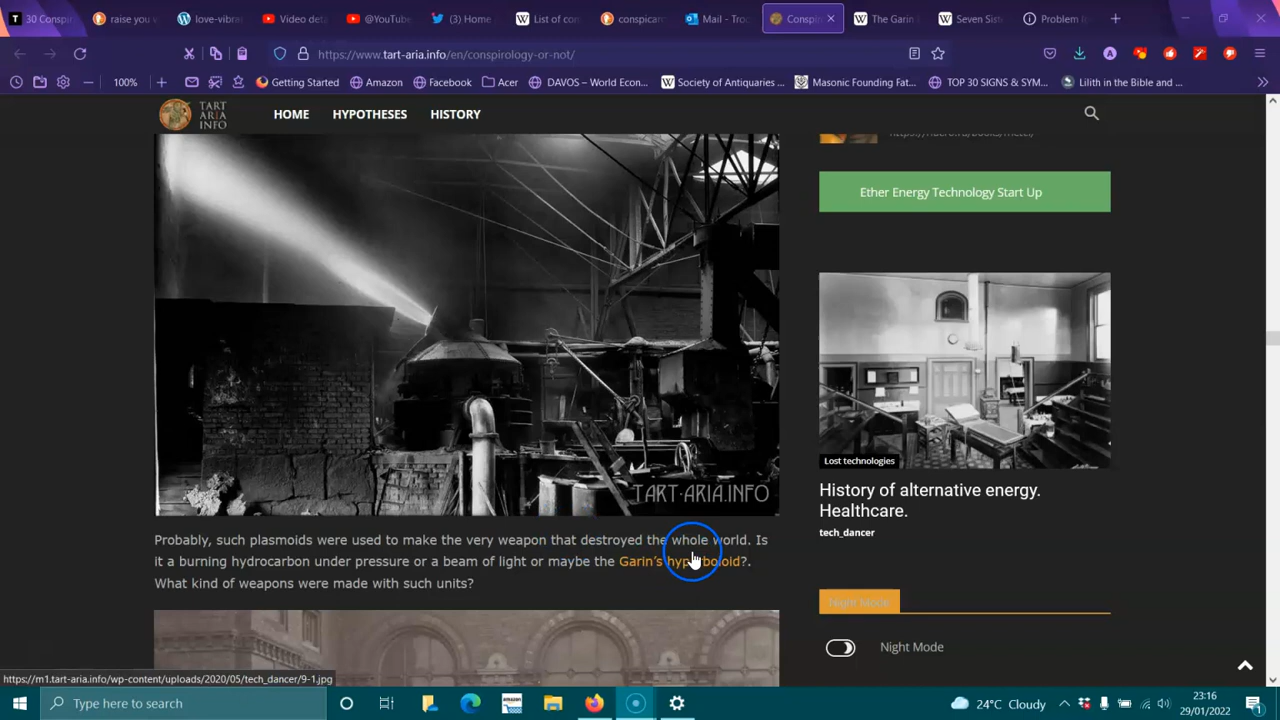 30 Conspi
raise you v
love-vibra
Video deta
@YouTube
(3) Home
List of con
conspicar
Mail - Troo
Conspir
The Garin
Seven Sist
Problem
https://www.tart-aria.info/en/conspirology-or-not/
100%
Getting Started
Amazon
Facebook
Acer
DAVOS – World Econ...
Society of Antiquaries ...
Masonic Founding Fat...
TOP 30 SIGNS & SYM...
Lilith in the Bible and ...
TART
ARIA
INFO
HOME
HYPOTHESES
HISTORY
Ether Energy Technology Start Up
TART-ARIA.INFO
Lost technologies
History of alternative energy.
Healthcare.
tech_dancer
Probably, such plasmoids were used to make the very weapon that destroyed the whole world. Is
it a burning hydrocarbon under pressure or a beam of light or maybe the Garin's hyperboloid?.
What kind of weapons were made with such units?
Night Mode
Night Mode
https://m1.tart-aria.info/wp-content/uploads/2020/05/tech_dancer/9-1.jpg
Type here to search
24°C Cloudy
23:16
29/01/2022